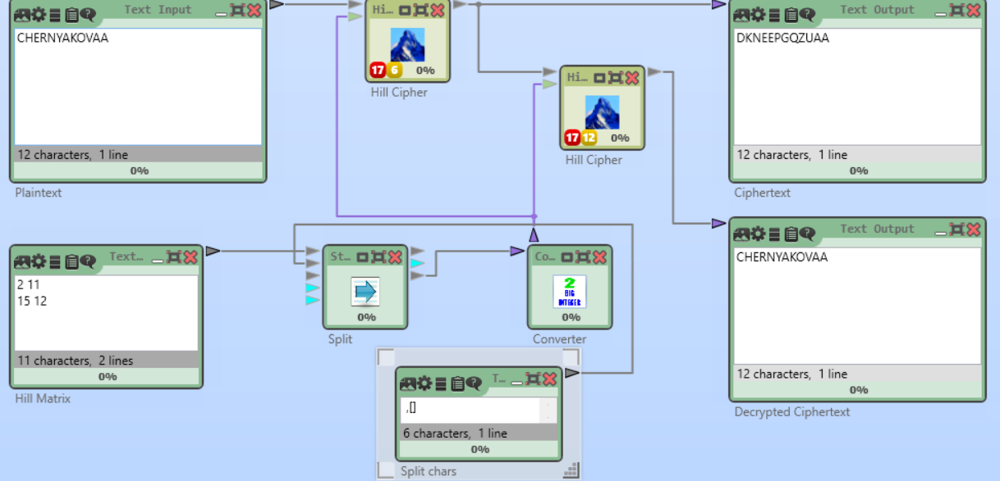 Text Input
CHERNYAKOVAA
12 characters, 1 line
0%
Plaintext
Hi...
17 6 0%
Hill Cipher
Hi...
17 12 0%
Hill Cipher
Text Output
DKNEEPGQZUAA
12 characters, 1 line
0%
Ciphertext
Text...
2 11
15 12
11 characters, 2 lines
0%
Hill Matrix
St...
0%
Split
Co...
2
BIG
INTEGER
0%
Converter
Text Output
CHERNYAKOVAA
12 characters, 1 line
0%
Decrypted Ciphertext
T...
,[]
6 characters, 1 line
0%
Split chars